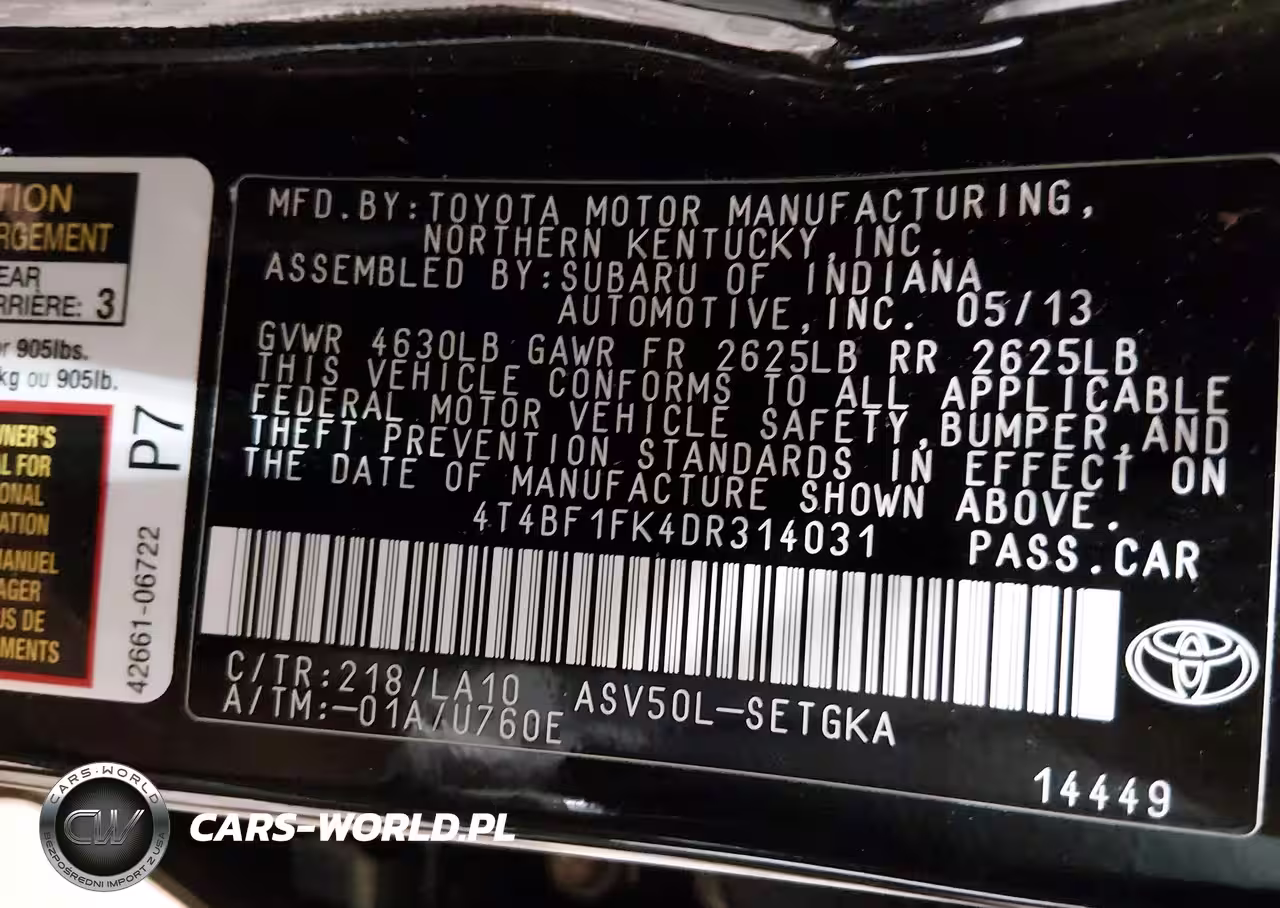 TION
RGEMENT
EAR
RRIÈRE: 3
r 905lbs.
kg ou 905lb.
WNER'S
L FOR
ONAL
ATION
MANUEL
AGER
US DE
MENTS
P7
42661-06722
MFD.BY:TOYOTA MOTOR MANUFACTURING,
NORTHERN KENTUCKY,INC.
ASSEMBLED BY:SUBARU OF INDIANA
AUTOMOTIVE,INC. 05/13
GVWR 4630LB GAWR FR 2625LB RR 2625LB
THIS VEHICLE CONFORMS TO ALL APPLICABLE
FEDERAL MOTOR VEHICLE SAFETY,BUMPER,AND
THEFT PREVENTION STANDARDS IN EFFECT ON
THE DATE OF MANUFACTURE SHOWN ABOVE.
4T4BF1FK4DR314031 PASS.CAR
C/TR:218/LA10 ASV50L-SETGKA
A/TM:-01A/U760E
14449
CARS-WORLD
CW
BEZPOŚREDNI IMPORT Z USA
CARS-WORLD.PL